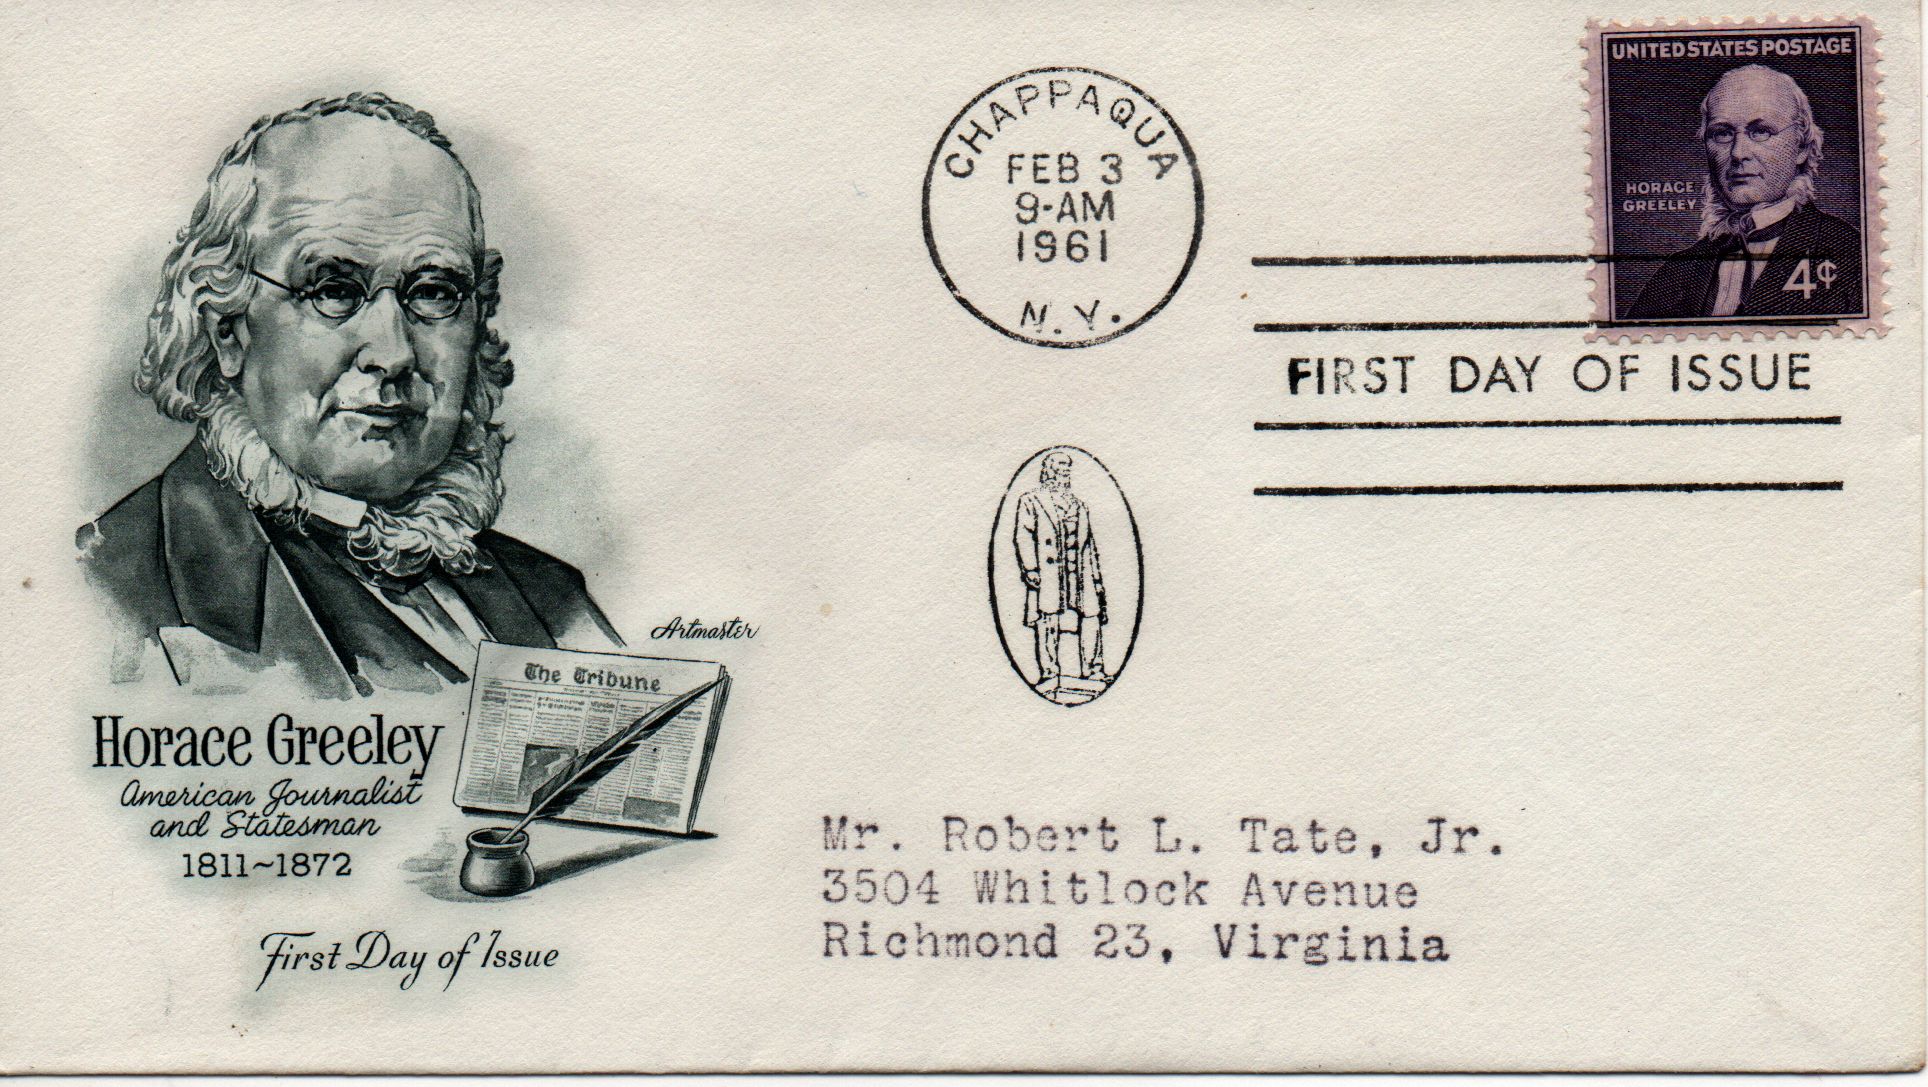 UNITED STATES POSTAGE
HORACE
GREELEY
4¢
CHAPPAQUA
FEB 3
9-AM
1961
N.Y.
FIRST DAY OF ISSUE
Artmaster
The Tribune
Horace Greeley
American Journalist
and Statesman
1811~1872
First Day of Issue
Mr. Robert L. Tate, Jr.
3504 Whitlock Avenue
Richmond 23, Virginia